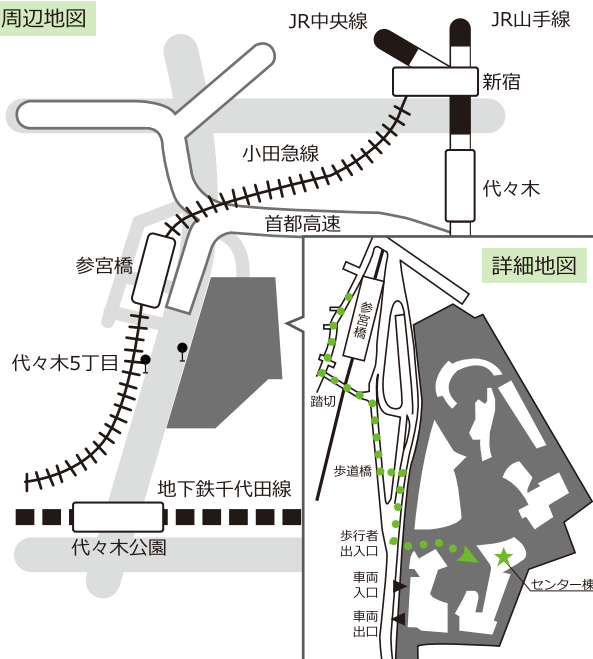 周辺地図
JR中央線
JR山手線
新宿
小田急線
代々木
首都高速
参宮橋
代々木5丁目
地下鉄千代田線
代々木公園
詳細地図
参宮橋
踏切
歩道橋
歩行者
出入口
車両
入口
車両
出口
センター棟